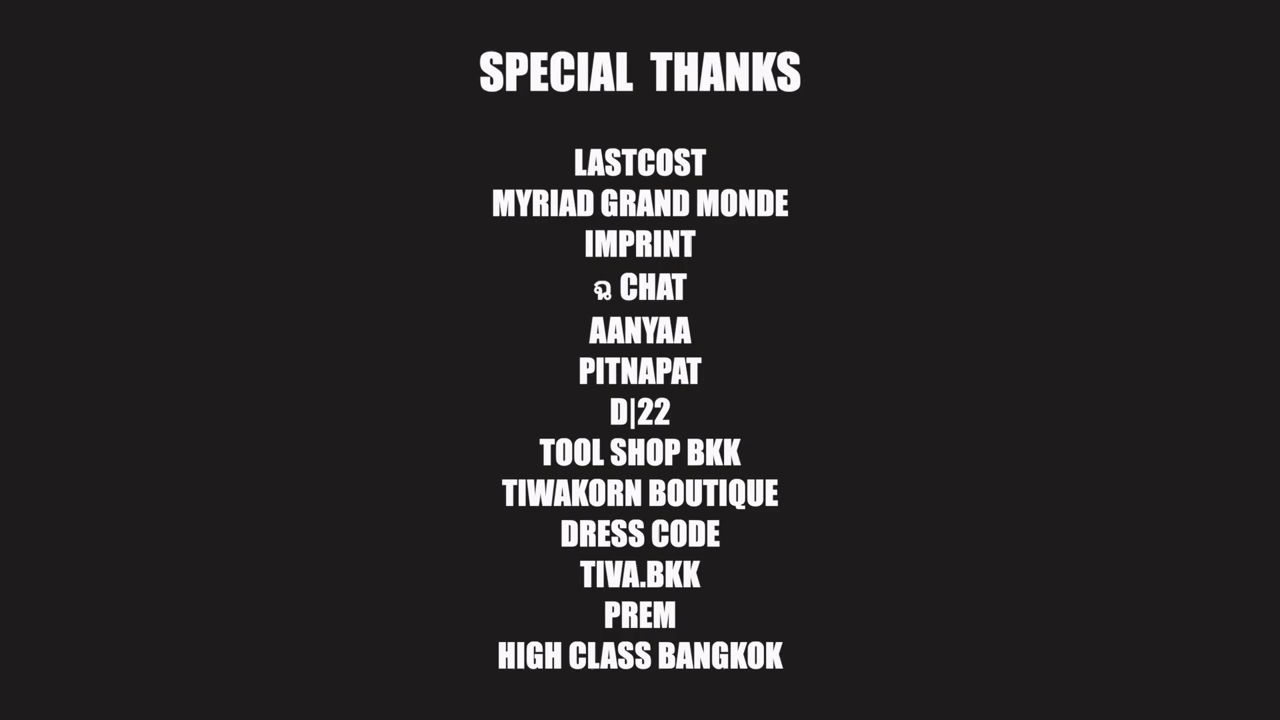 SPECIAL THANKS
LASTCOST
MYRIAD GRAND MONDE
IMPRINT
ฉ CHAT
AANYAA
PITNAPAT
D|22
TOOL SHOP BKK
TIWAKORN BOUTIQUE
DRESS CODE
TIVA.BKK
PREM
HIGH CLASS BANGKOK